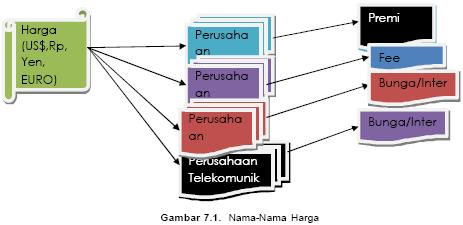 Harga
(US$,Rp,
Yen,
EURO)
Perusaha
an
Perusaha
an
Perusaha
an
Perusahaan
Telekomunik
Premi
Fee
Bunga/Inter
Bunga/Inter
Gambar 7.1. Nama-Nama Harga